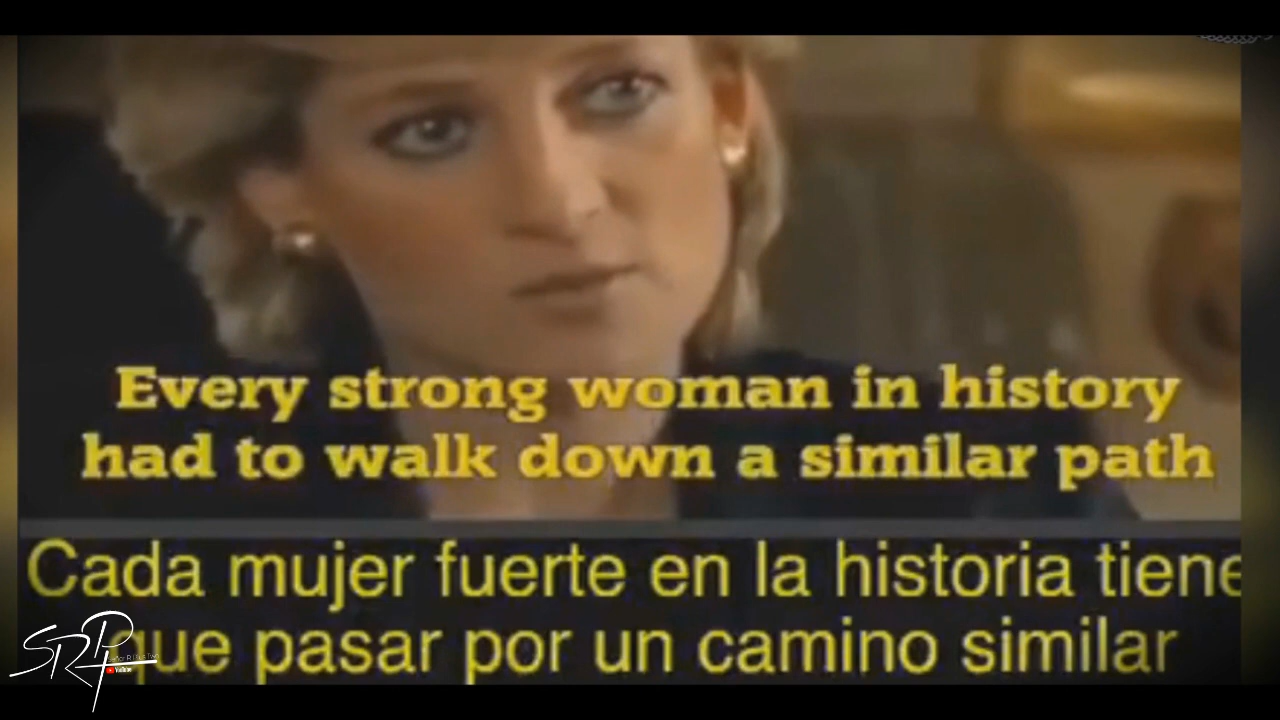 Every strong woman in history
had to walk down a similar path
Cada mujer fuerte en la historia tiene
que pasar por un camino similar
SRP+
YouTube